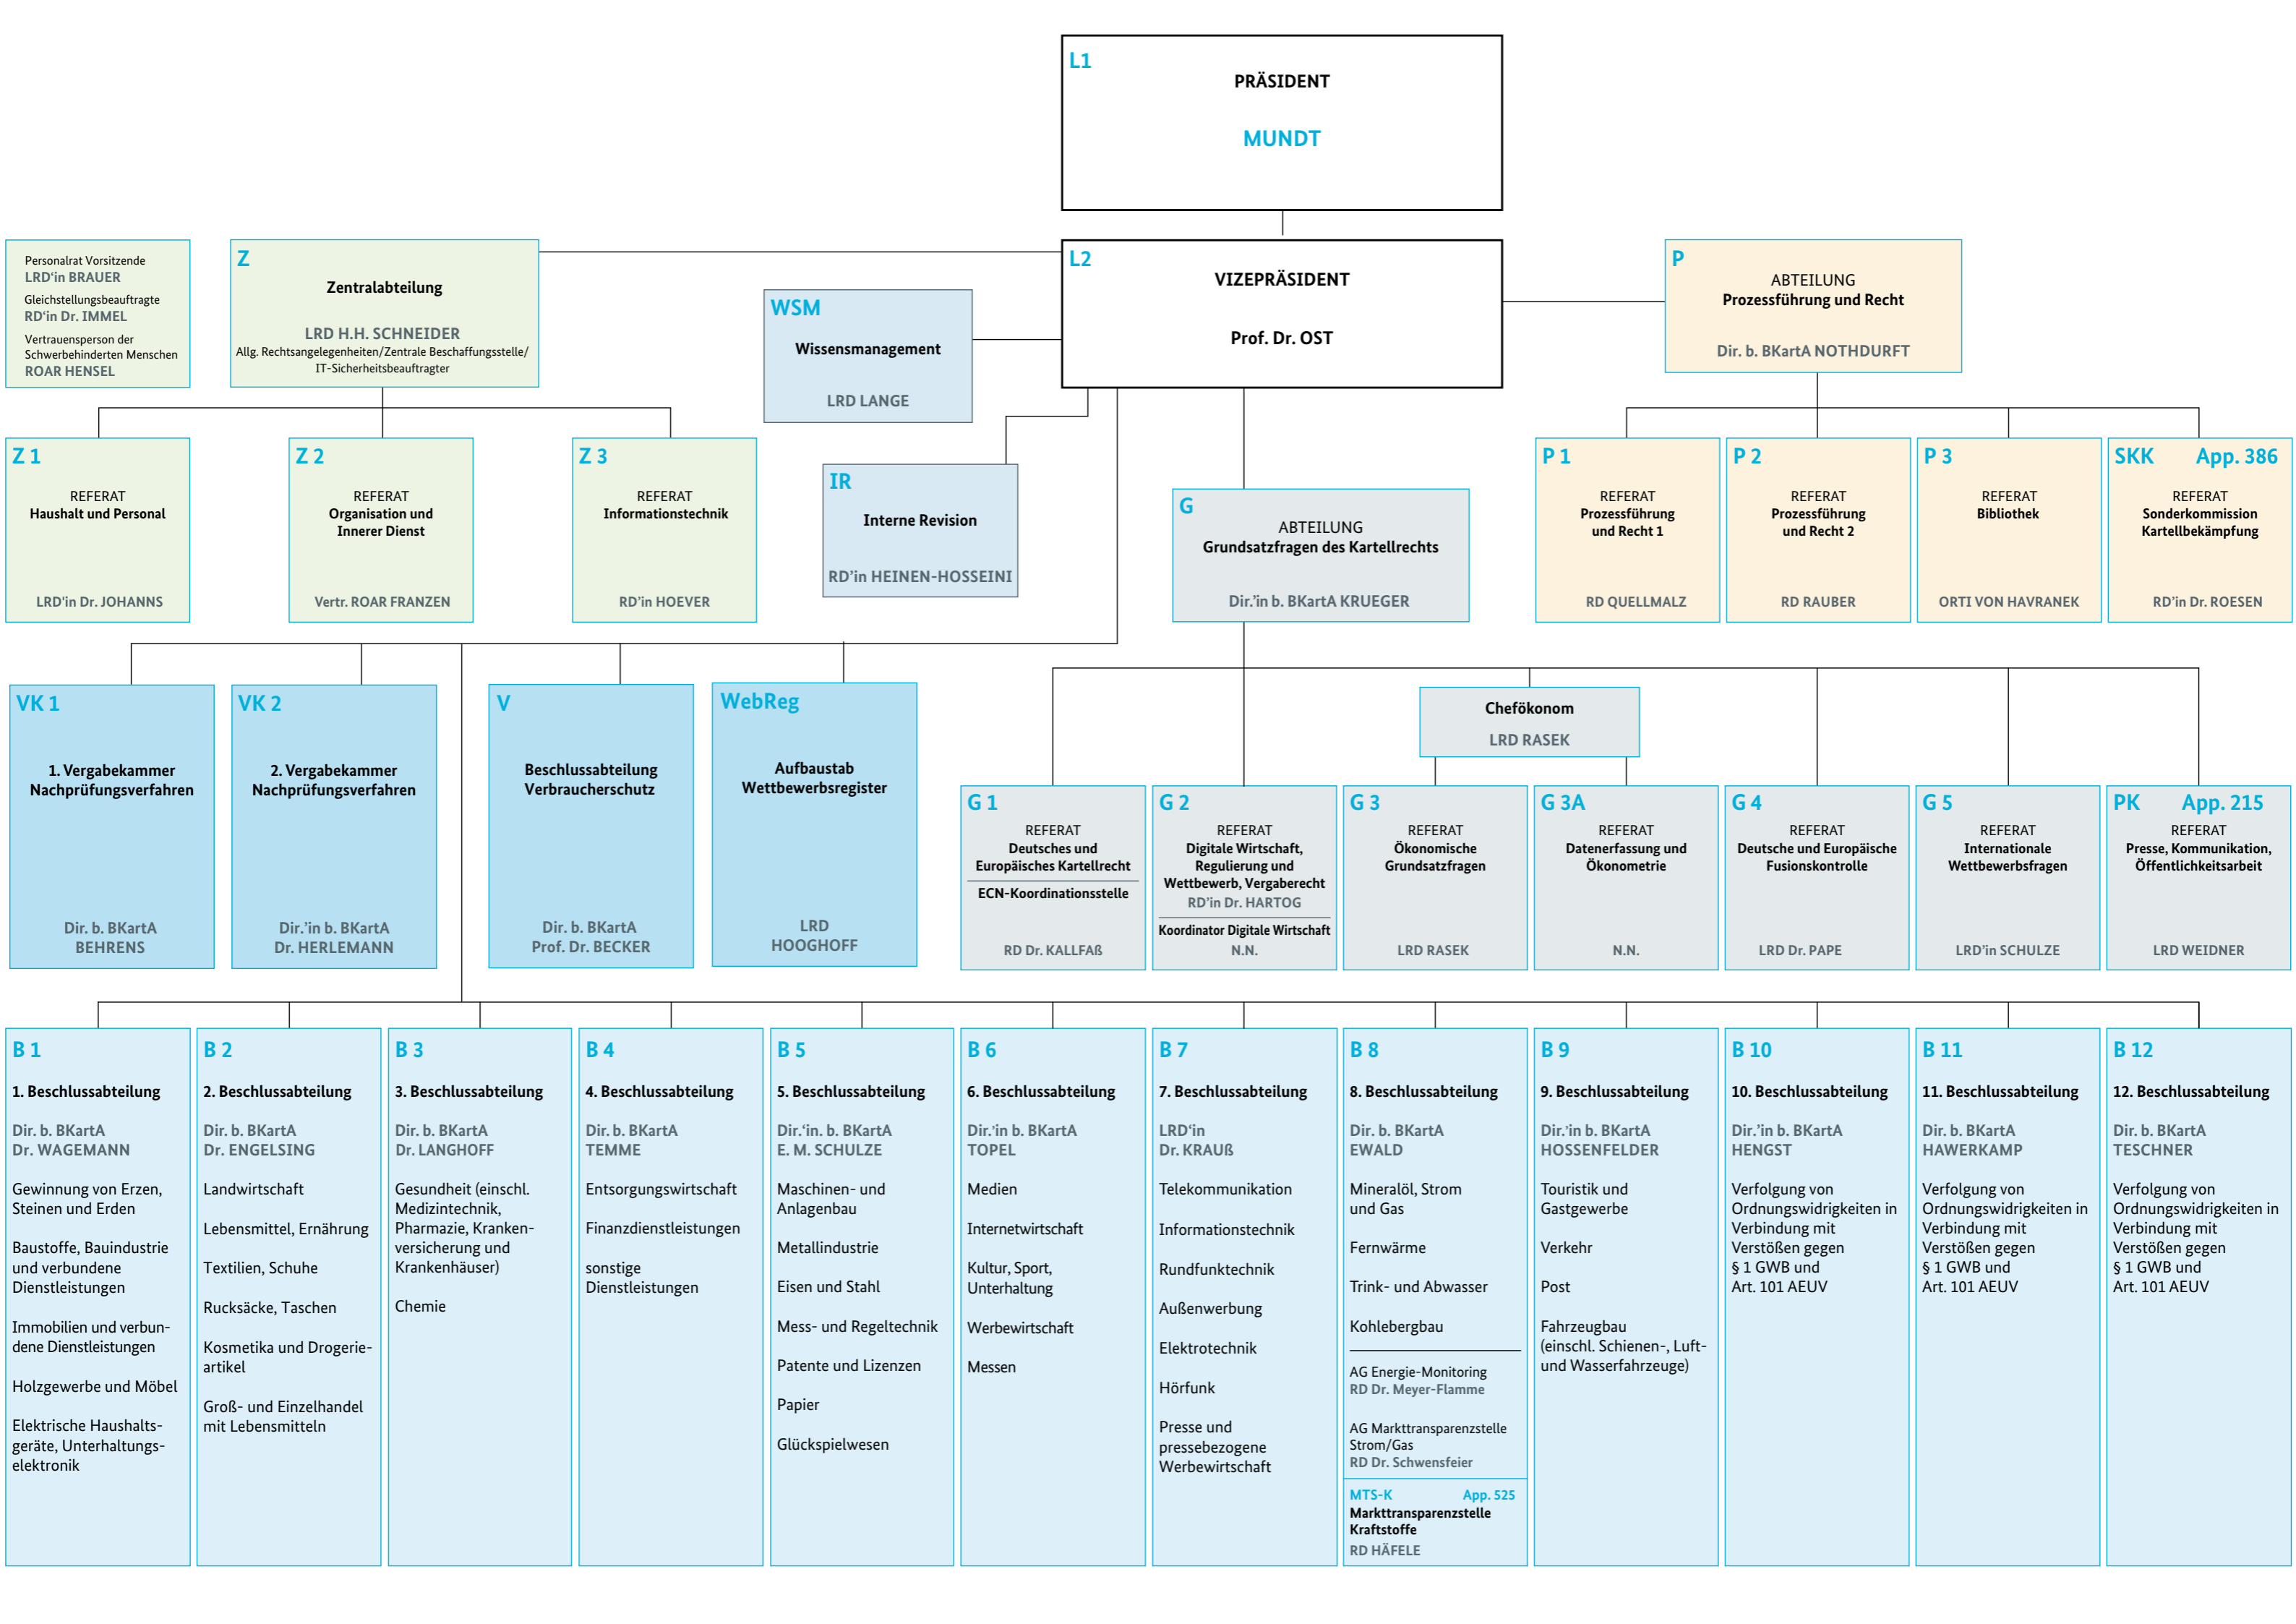 L1
PRÄSIDENT
MUNDT
Personalrat Vorsitzende
LRD‘in BRAUER
Gleichstellungsbeauftragte
RD‘in Dr. IMMEL
Vertrauensperson der
Schwerbehinderten Menschen
ROAR HENSEL
Z
Zentralabteilung
LRD H.H. SCHNEIDER
Allg. Rechtsangelegenheiten/Zentrale Beschaffungsstelle/
IT-Sicherheitsbeauftragter
WSM
Wissensmanagement
LRD LANGE
L2
VIZEPRÄSIDENT
Prof. Dr. OST
P
ABTEILUNG
Prozessführung und Recht
Dir. b. BKartA NOTHDURFT
Z 1
REFERAT
Haushalt und Personal
LRD'in Dr. JOHANNS
Z 2
REFERAT
Organisation und
Innerer Dienst
Vertr. ROAR FRANZEN
Z 3
REFERAT
Informationstechnik
RD’in HOEVER
IR
Interne Revision
RD’in HEINEN-HOSSEINI
G
ABTEILUNG
Grundsatzfragen des Kartellrechts
Dir.’in b. BKartA KRUEGER
P 1
REFERAT
Prozessführung
und Recht 1
RD QUELLMALZ
P 2
REFERAT
Prozessführung
und Recht 2
RD RAUBER
P 3
REFERAT
Bibliothek
ORTI VON HAVRANEK
SKK App. 386
REFERAT
Sonderkommission
Kartellbekämpfung
RD’in Dr. ROESEN
VK 1
1. Vergabekammer
Nachprüfungsverfahren
Dir. b. BKartA
BEHRENS
VK 2
2. Vergabekammer
Nachprüfungsverfahren
Dir.’in b. BKartA
Dr. HERLEMANN
V
Beschlussabteilung
Verbraucherschutz
Dir. b. BKartA
Prof. Dr. BECKER
WebReg
Aufbaustab
Wettbewerbsregister
LRD
HOOGHOFF
Chefökonom
LRD RASEK
G 1
REFERAT
Deutsches und
Europäisches Kartellrecht
ECN-Koordinationsstelle
RD Dr. KALLFAß
G 2
REFERAT
Digitale Wirtschaft,
Regulierung und
Wettbewerb, Vergaberecht
RD’in Dr. HARTOG
Koordinator Digitale Wirtschaft
N.N.
G 3
REFERAT
Ökonomische
Grundsatzfragen
LRD RASEK
G 3A
REFERAT
Datenerfassung und
Ökonometrie
N.N.
G 4
REFERAT
Deutsche und Europäische
Fusionskontrolle
LRD Dr. PAPE
G 5
REFERAT
Internationale
Wettbewerbsfragen
LRD’in SCHULZE
PK App. 215
REFERAT
Presse, Kommunikation,
Öffentlichkeitsarbeit
LRD WEIDNER
B 1
1. Beschlussabteilung
Dir. b. BKartA
Dr. WAGEMANN
Gewinnung von Erzen,
Steinen und Erden
Baustoffe, Bauindustrie
und verbundene
Dienstleistungen
Immobilien und verbun-
dene Dienstleistungen
Holzgewerbe und Möbel
Elektrische Haushalts-
geräte, Unterhaltungs-
elektronik
B 2
2. Beschlussabteilung
Dir. b. BKartA
Dr. ENGELSING
Landwirtschaft
Lebensmittel, Ernährung
Textilien, Schuhe
Rucksäcke, Taschen
Kosmetika und Drogerie-
artikel
Groß- und Einzelhandel
mit Lebensmitteln
B 3
3. Beschlussabteilung
Dir. b. BKartA
Dr. LANGHOFF
Gesundheit (einschl.
Medizintechnik,
Pharmazie, Kranken-
versicherung und
Krankenhäuser)
Chemie
B 4
4. Beschlussabteilung
Dir. b. BKartA
TEMME
Entsorgungswirtschaft
Finanzdienstleistungen
sonstige
Dienstleistungen
B 5
5. Beschlussabteilung
Dir.‘in. b. BKartA
E. M. SCHULZE
Maschinen- und
Anlagenbau
Metallindustrie
Eisen und Stahl
Mess- und Regeltechnik
Patente und Lizenzen
Papier
Glückspielwesen
B 6
6. Beschlussabteilung
Dir.’in b. BKartA
TOPEL
Medien
Internetwirtschaft
Kultur, Sport,
Unterhaltung
Werbewirtschaft
Messen
B 7
7. Beschlussabteilung
LRD‘in
Dr. KRAUß
Telekommunikation
Informationstechnik
Rundfunktechnik
Außenwerbung
Elektrotechnik
Hörfunk
Presse und
pressebezogene
Werbewirtschaft
B 8
8. Beschlussabteilung
Dir. b. BKartA
EWALD
Mineralöl, Strom
und Gas
Fernwärme
Trink- und Abwasser
Kohlebergbau
AG Energie-Monitoring
RD Dr. Meyer-Flamme
AG Markttransparenzstelle
Strom/Gas
RD Dr. Schwensfeier
MTS-K App. 525
Markttransparenzstelle
Kraftstoffe
RD HÄFELE
B 9
9. Beschlussabteilung
Dir.’in b. BKartA
HOSSENFELDER
Touristik und
Gastgewerbe
Verkehr
Post
Fahrzeugbau
(einschl. Schienen-, Luft-
und Wasserfahrzeuge)
B 10
10. Beschlussabteilung
Dir.’in b. BKartA
HENGST
Verfolgung von
Ordnungswidrigkeiten in
Verbindung mit
Verstößen gegen
§ 1 GWB und
Art. 101 AEUV
B 11
11. Beschlussabteilung
Dir. b. BKartA
HAWERKAMP
Verfolgung von
Ordnungswidrigkeiten in
Verbindung mit
Verstößen gegen
§ 1 GWB und
Art. 101 AEUV
B 12
12. Beschlussabteilung
Dir. b. BKartA
TESCHNER
Verfolgung von
Ordnungswidrigkeiten in
Verbindung mit
Verstößen gegen
§ 1 GWB und
Art. 101 AEUV